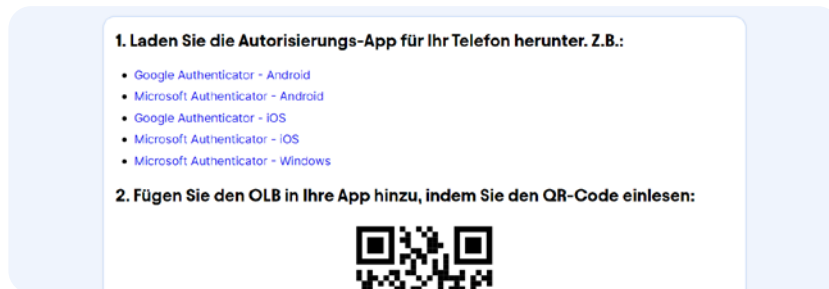 1. Laden Sie die Autorisierungs-App für Ihr Telefon herunter. Z.B.:
• Google Authenticator - Android
• Microsoft Authenticator - Android
• Google Authenticator - iOS
• Microsoft Authenticator - iOS
• Microsoft Authenticator - Windows
2. Fügen Sie den OLB in Ihre App hinzu, indem Sie den QR-Code einlesen: